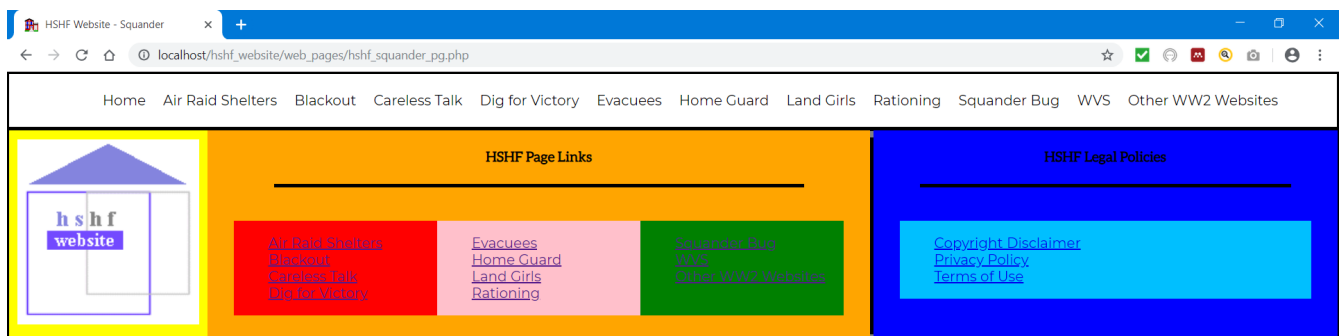 HSHF Website - Squander
localhost/hshf_website/web_pages/hshf_squander_pg.php
Home Air Raid Shelters Blackout Careless Talk Dig for Victory Evacuees Home Guard Land Girls Rationing Squander Bug WVS Other WW2 Websites
hshf
website
HSHF Page Links
Air Raid Shelters
Blackout
Careless Talk
Dig for Victory
Evacuees
Home Guard
Land Girls
Rationing
Squander Bug
WVS
Other WW2 Websites
HSHF Legal Policies
Copyright Disclaimer
Privacy Policy
Terms of Use